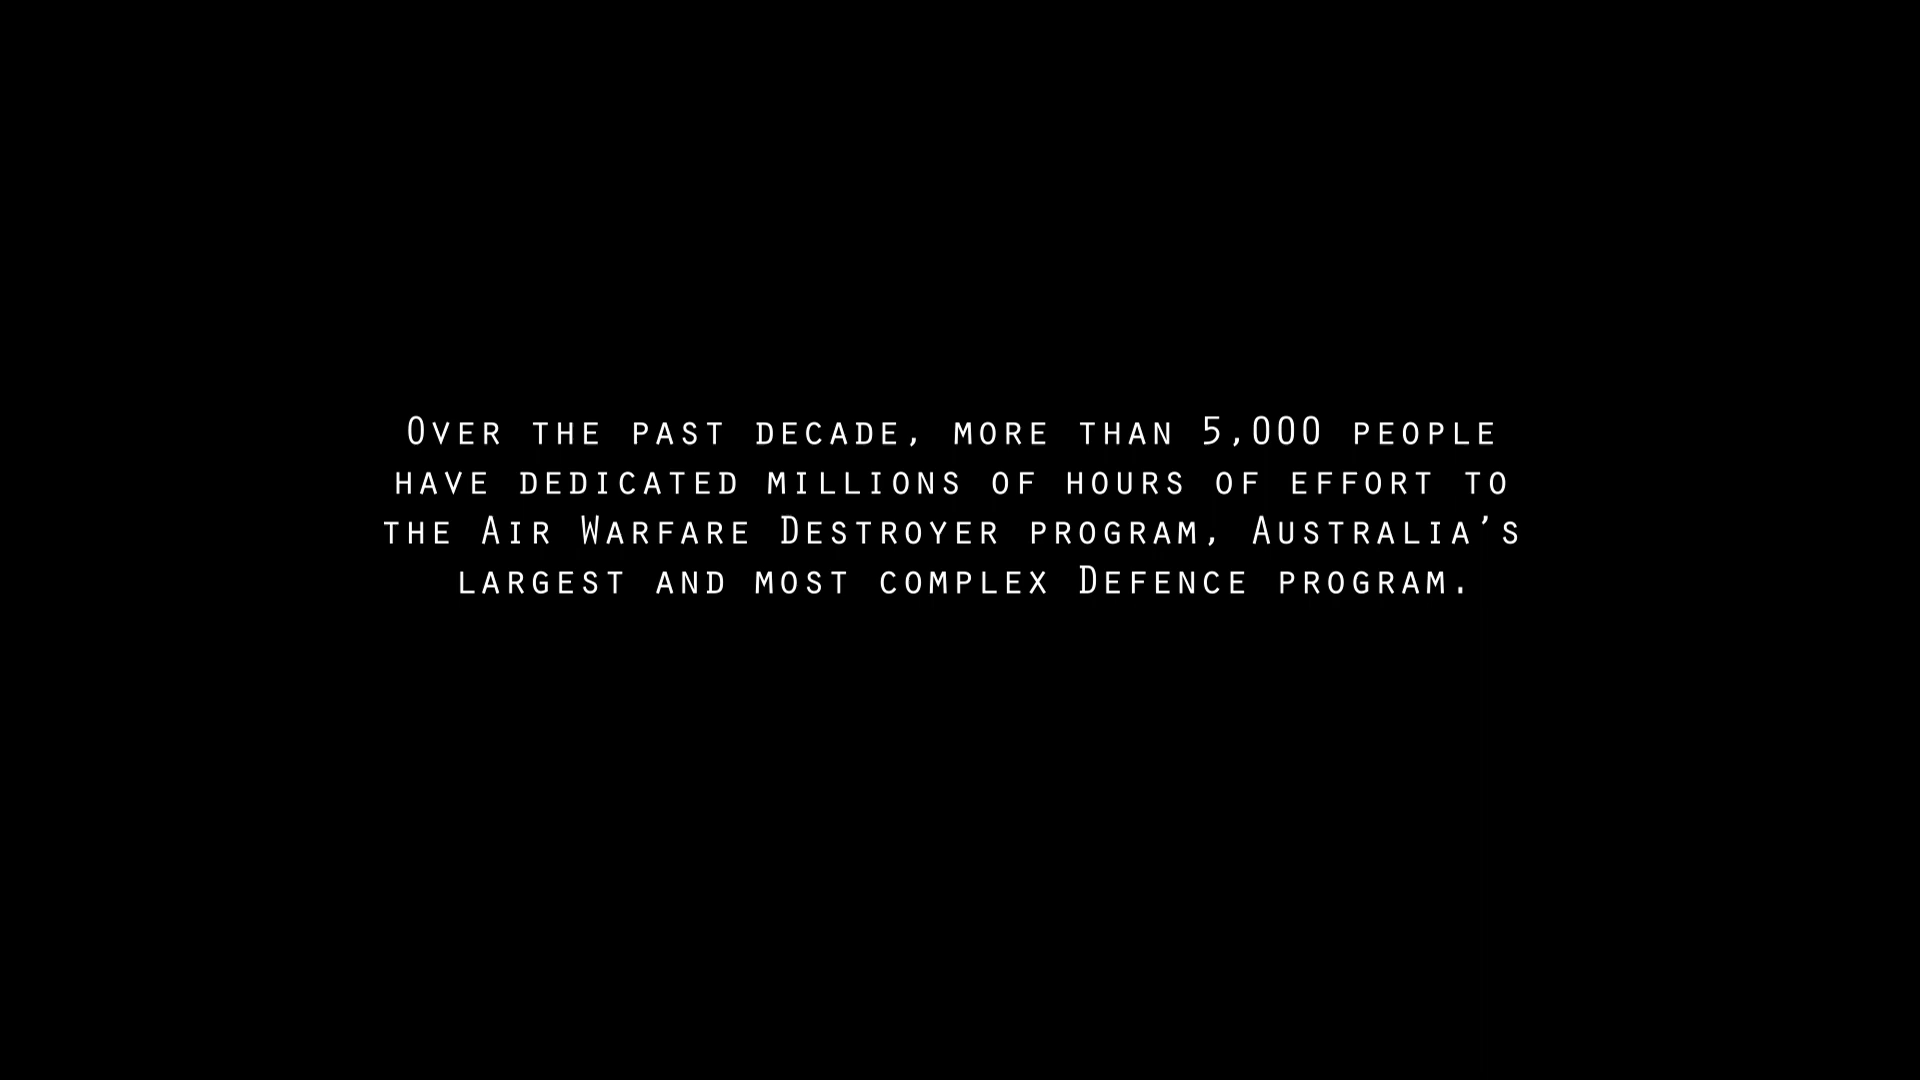 Over the past decade, more than 5,000 people
have dedicated millions of hours of effort to
the Air Warfare Destroyer program, Australia’s
largest and most complex Defence program.